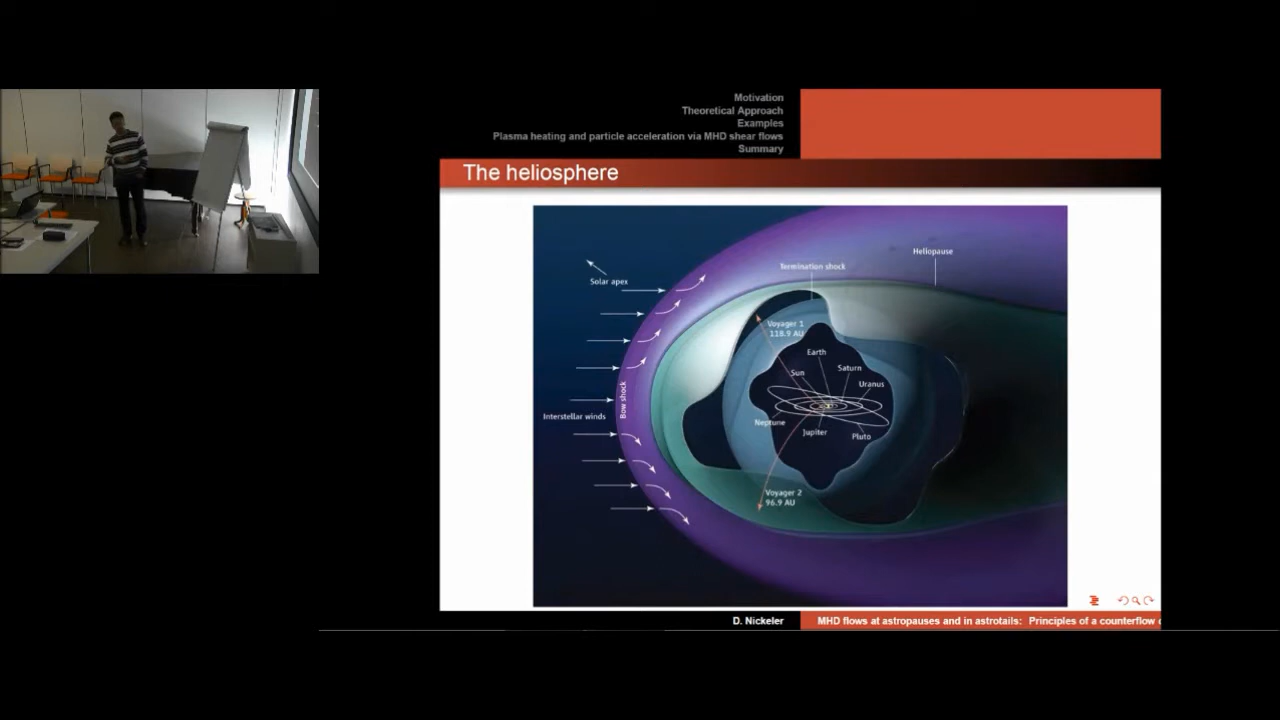 Motivation
Theoretical Approach
Examples
Plasma heating and particle acceleration via MHD shear flows
Summary
The heliosphere
Heliopause
Termination shock
Solar apex
Voyager 1
118.9 AU
Earth
Sun
Saturn
Uranus
Bow shock
Interstellar winds
Neptune
Jupiter
Pluto
Voyager 2
96.9 AU
D. Nickeler
MHD flows at astropauses and in astrotails: Principles of a counterflow